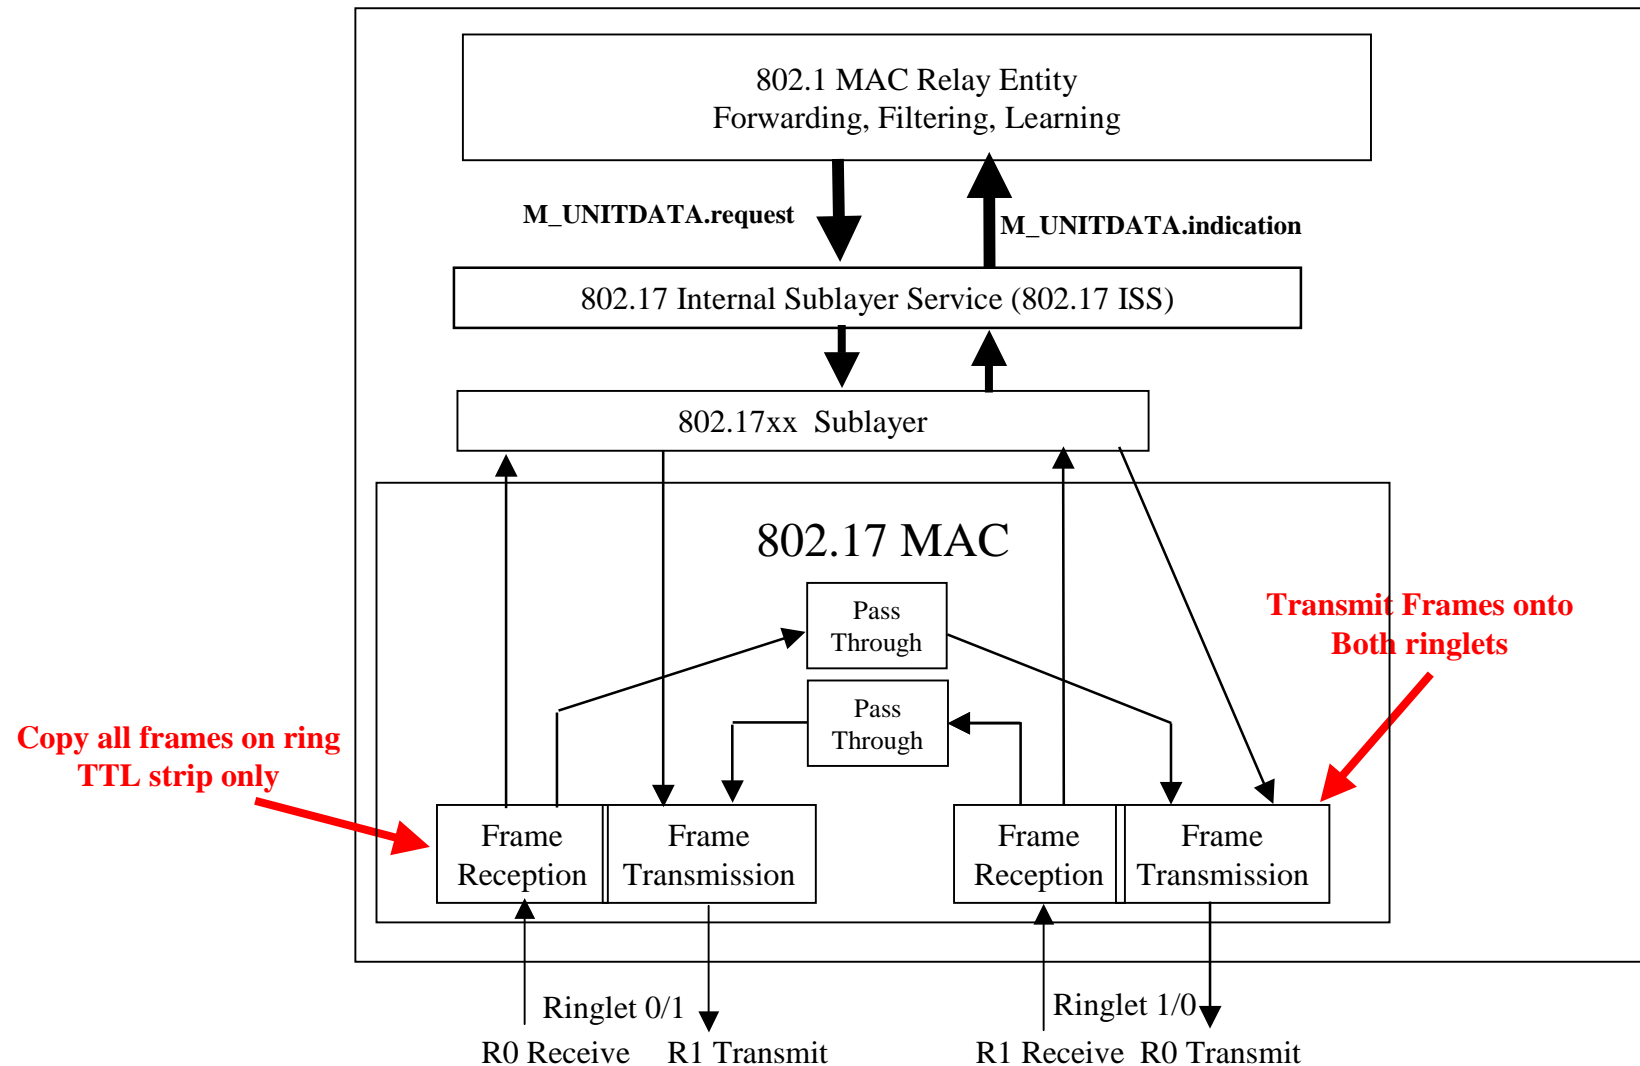 802.1 MAC Relay Entity
Forwarding, Filtering, Learning
M_UNITDATA.request
M_UNITDATA.indication
802.17 Internal Sublayer Service (802.17 ISS)
802.17xx Sublayer
802.17 MAC
Pass
Through
Transmit Frames onto
Both ringlets
Pass
Through
Copy all frames on ring
TTL strip only
Frame
Reception
Frame
Transmission
Frame
Reception
Frame
Transmission
Ringlet 0/1
Ringlet 1/0
R0 Receive
R1 Transmit
R1 Receive
R0 Transmit